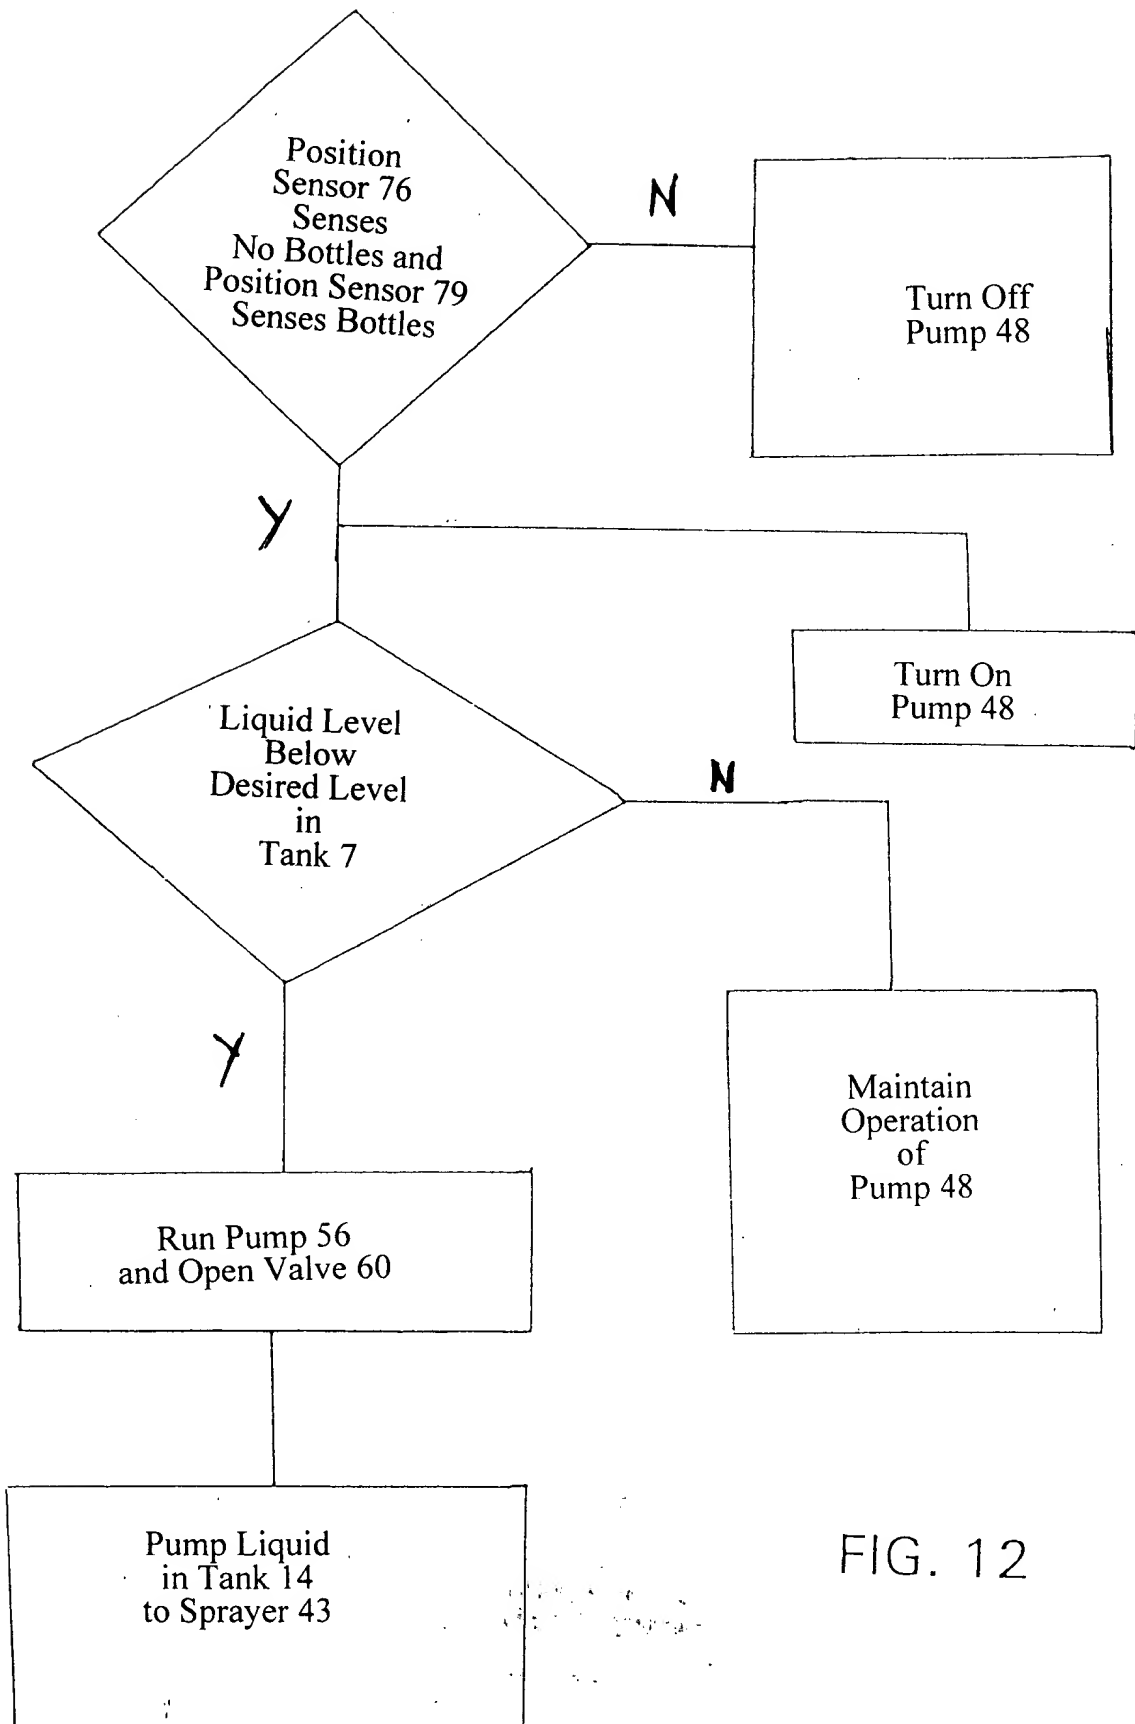 Position
Sensor 76
Senses
No Bottles and
Position Sensor 79
Senses Bottles
N
Turn Off
Pump 48
Y
Turn On
Pump 48
Liquid Level
Below
Desired Level
in
Tank 7
N
Y
Maintain
Operation
of
Pump 48
Run Pump 56
and Open Valve 60
Pump Liquid
in Tank 14
to Sprayer 43
FIG. 12